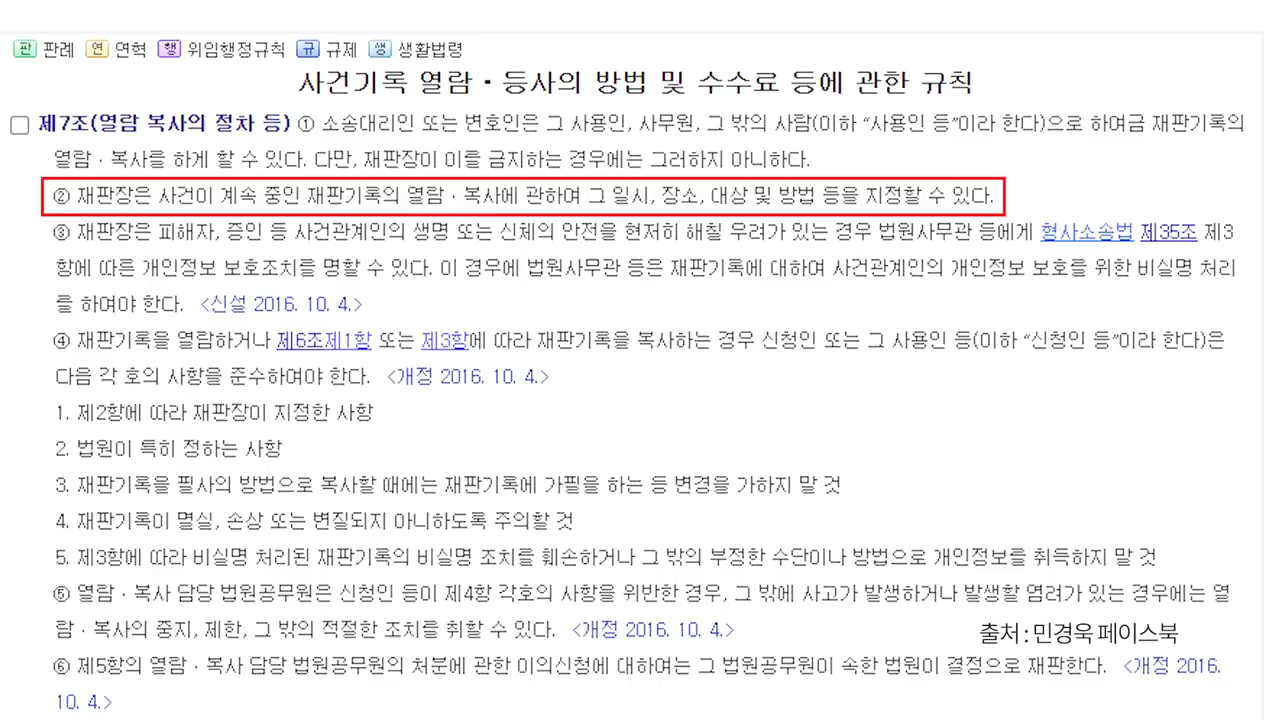 판 판례 연 연혁 행 위임행정규칙 규 규제 생 생활법령
사건기록 열람·등사의 방법 및 수수료 등에 관한 규칙
제7조(열람 복사의 절차 등) ① 소송대리인 또는 변호인은 그 사용인, 사무원, 그 밖의 사람(이하 “사용인 등”이라 한다)으로 하여금 재판기록의
열람·복사를 하게 할 수 있다. 다만, 재판장이 이를 금지하는 경우에는 그러하지 아니하다.
② 재판장은 사건이 계속 중인 재판기록의 열람·복사에 관하여 그 일시, 장소, 대상 및 방법 등을 지정할 수 있다.
③ 재판장은 피해자, 증인 등 사건관계인의 생명 또는 신체의 안전을 현저히 해칠 우려가 있는 경우 법원사무관 등에게 형사소송법 제35조 제3
항에 따른 개인정보 보호조치를 명할 수 있다. 이 경우에 법원사무관 등은 재판기록에 대하여 사건관계인의 개인정보 보호를 위한 비실명 처리
를 하여야 한다. <신설 2016. 10. 4.>
④ 재판기록을 열람하거나 제6조제1항 또는 제3항에 따라 재판기록을 복사하는 경우 신청인 또는 그 사용인 등(이하 “신청인 등”이라 한다)은
다음 각 호의 사항을 준수하여야 한다. <개정 2016. 10. 4.>
1. 제2항에 따라 재판장이 지정한 사항
2. 법원이 특히 정하는 사항
3. 재판기록을 필사의 방법으로 복사할 때에는 재판기록에 가필을 하는 등 변경을 가하지 말 것
4. 재판기록이 멸실, 손상 또는 변질되지 아니하도록 주의할 것
5. 제3항에 따라 비실명 처리된 재판기록의 비실명 조치를 훼손하거나 그 밖의 부정한 수단이나 방법으로 개인정보를 취득하지 말 것
⑤ 열람·복사 담당 법원공무원은 신청인 등이 제4항 각호의 사항을 위반한 경우, 그 밖에 사고가 발생하거나 발생할 염려가 있는 경우에는 열
람·복사의 중지, 제한, 그 밖의 적절한 조치를 취할 수 있다. <개정 2016. 10. 4.>
출처 : 민경욱 페이스북
⑥ 제5항의 열람·복사 담당 법원공무원의 처분에 관한 이의신청에 대하여는 그 법원공무원이 속한 법원이 결정으로 재판한다. <개정 2016.
10. 4.>